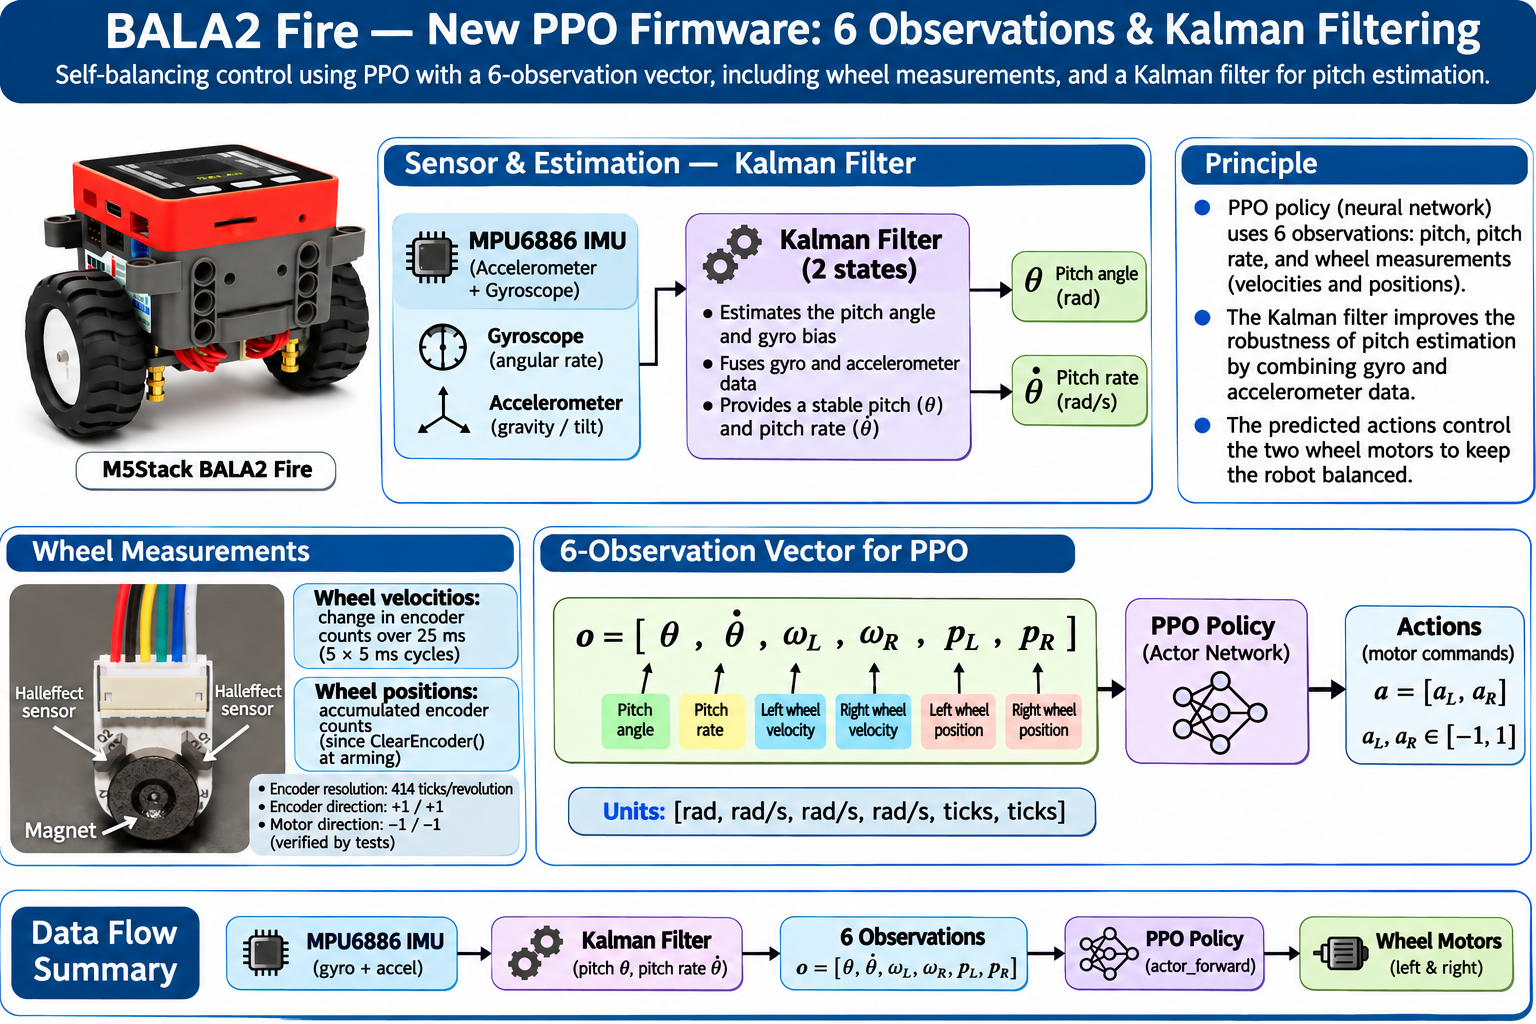 BALA2 Fire — New PPO Firmware: 6 Observations & Kalman Filtering
Self-balancing control using PPO with a 6-observation vector, including wheel measurements, and a Kalman filter for pitch estimation.
M5Stack BALA2 Fire
Sensor & Estimation — Kalman Filter
MPU6886 IMU
(Accelerometer
+ Gyroscope)
Gyroscope
(angular rate)
Accelerometer
(gravity / tilt)
Kalman Filter
(2 states)
• Estimates the pitch angle
and gyro bias
• Fuses gyro and accelerometer
data
• Provides a stable pitch (θ)
and pitch rate (θ̇)
θ Pitch angle
(rad)
θ̇ Pitch rate
(rad/s)
Principle
• PPO policy (neural network)
uses 6 observations: pitch, pitch
rate, and wheel measurements
(velocities and positions).
• The Kalman filter improves the
robustness of pitch estimation
by combining gyro and
accelerometer data.
• The predicted actions control
the two wheel motors to keep
the robot balanced.
Wheel Measurements
Halleffect
sensor
Halleffect
sensor
Magnet
Wheel velocitios:
change in encoder
counts over 25 ms
(5 × 5 ms cycles)
Wheel positions:
accumulated encoder
counts
(since ClearEncoder()
at arming)
• Encoder resolution: 414 ticks/revolution
• Encoder direction: +1 / +1
• Motor direction: −1 / −1
(verified by tests)
6-Observation Vector for PPO
o = [ θ , θ̇ , ω_L , ω_R , p_L , p_R ]
Pitch
angle
Pitch
rate
Left wheel
velocity
Right wheel
velocity
Left wheel
position
Right wheel
position
Units: [rad, rad/s, rad/s, rad/s, ticks, ticks]
PPO Policy
(Actor Network)
Actions
(motor commands)
a = [a_L, a_R]
a_L, a_R ∈ [−1, 1]
Data Flow
Summary
MPU6886 IMU
(gyro + accel)
Kalman Filter
(pitch θ, pitch rate θ̇)
6 Observations
o = [θ, θ̇, ω_L, ω_R, p_L, p_R]
PPO Policy
(actor_forward)
Wheel Motors
(left & right)